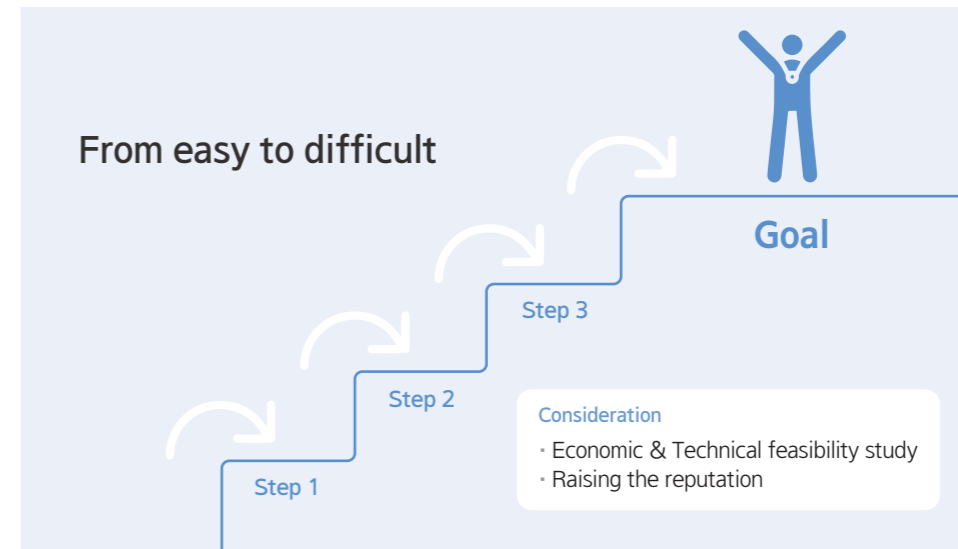 From easy to difficult
Goal
Step 3
Step 2
Step 1
Consideration
· Economic & Technical feasibility study
· Raising the reputation